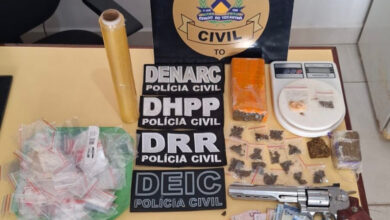 CIVIL
TO
DENARC
POLÍCIA CIVIL
DHPP
POLÍCIA CIVIL
DRR
POLÍCIA CIVIL
DEIC
POLÍCIA CIVIL